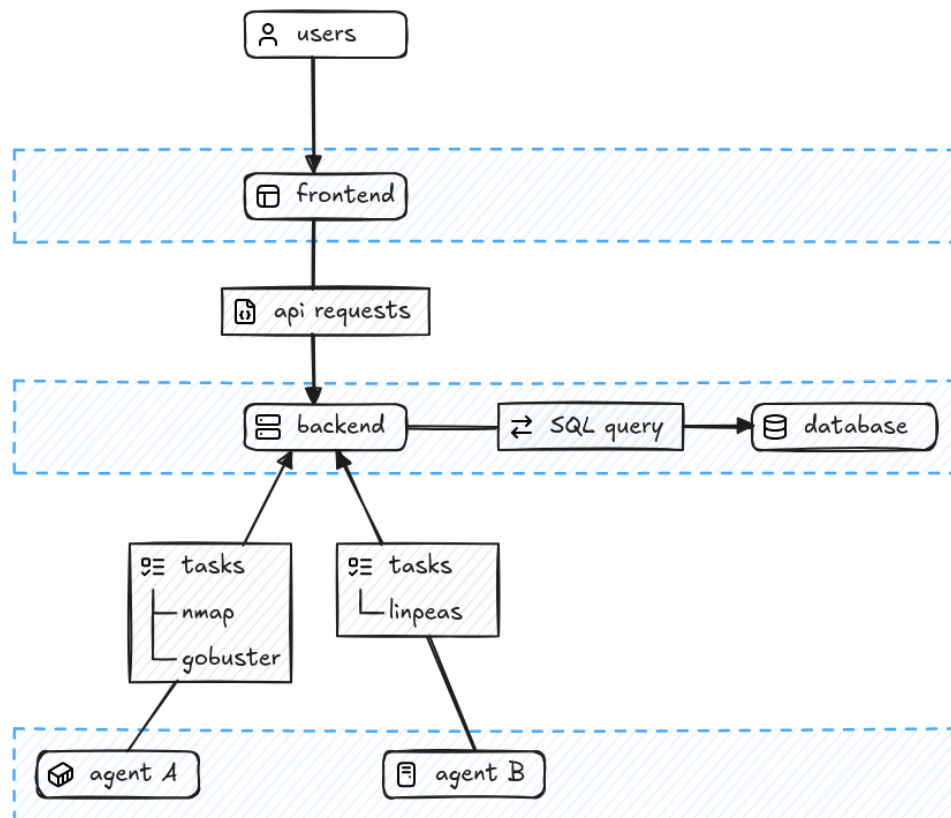 users
frontend
api requests
backend
SQL query
database
tasks
nmap
gobuster
tasks
linpeas
agent A
agent B